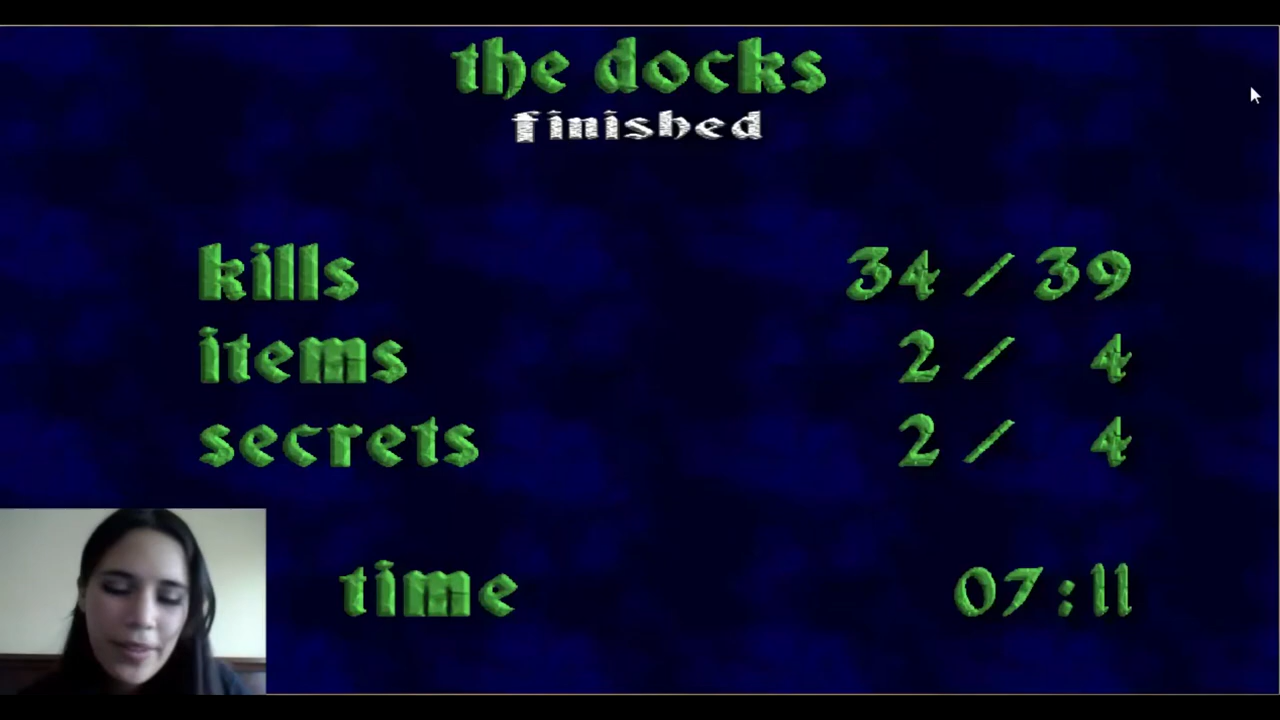 the docks
finished
kills 34 / 39
items 2 / 4
secrets 2 / 4
time 07:11